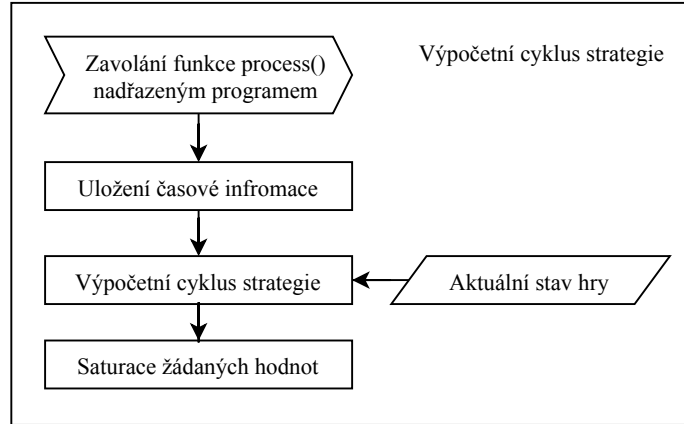 Výpočetní cyklus strategie
Zavolání funkce process()
nadřazeným programem
Uložení časové infromace
Výpočetní cyklus strategie
Aktuální stav hry
Saturace žádaných hodnot